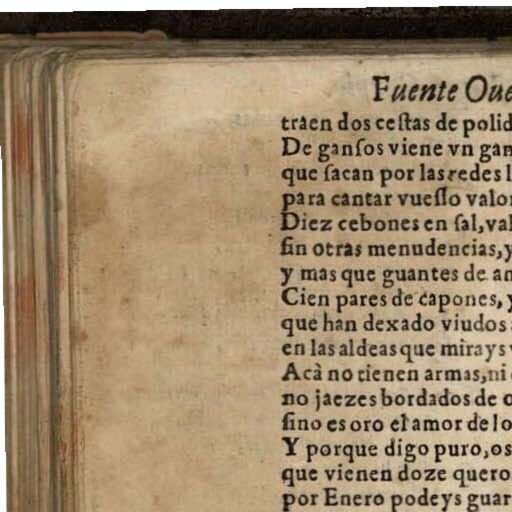 Fuente Oue
traen dos cestas de polid
De gansos viene vn gan
que sacan por las redes l
para cantar vuesso valor
Diez cebones en sal, val
sin otras menudencias, y
y mas que guantes de am
Cien pares de capones, y
que han dexado viudos
en las aldeas que mirays
Acà no tienen armas, ni
no jaezes bordados de o
sino es oro el amor de lo
Y porque digo puro, os
que vienen doze quero
por Enero podeys guar